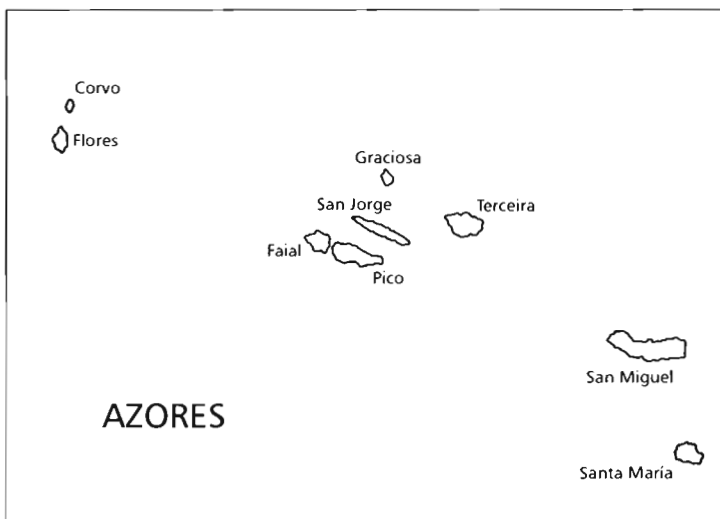 Corvo
Flores
Graciosa
San Jorge
Terceira
Faial
Pico
San Miguel
AZORES
Santa María